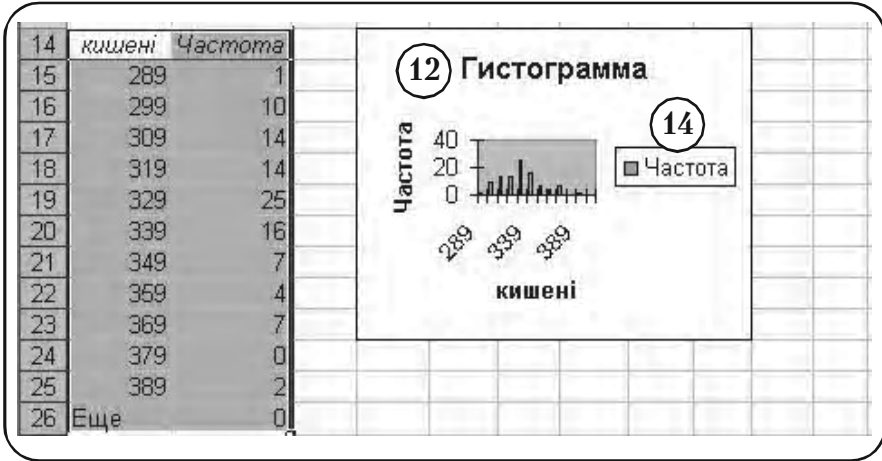 14 кишені Частота
15 289 1
16 299 10
17 309 14
18 319 14
19 329 25
20 339 16
21 349 7
22 359 4
23 369 7
24 379 0
25 389 2
26 Еще 0
12 Гистограмма
14
Частота
40
20
0
Частота
289 339 389
кишені